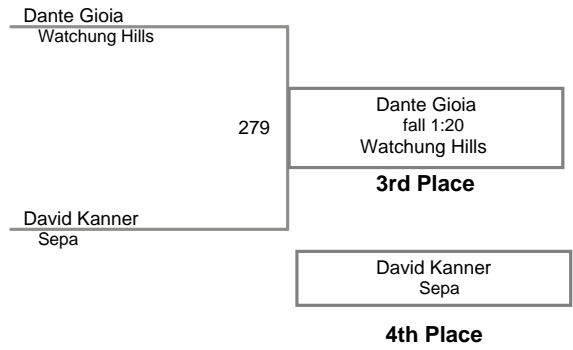 Dante Gioia
Watchung Hills
279
Dante Gioia
fall 1:20
Watchung Hills
3rd Place
David Kanner
Sepa
David Kanner
Sepa
4th Place